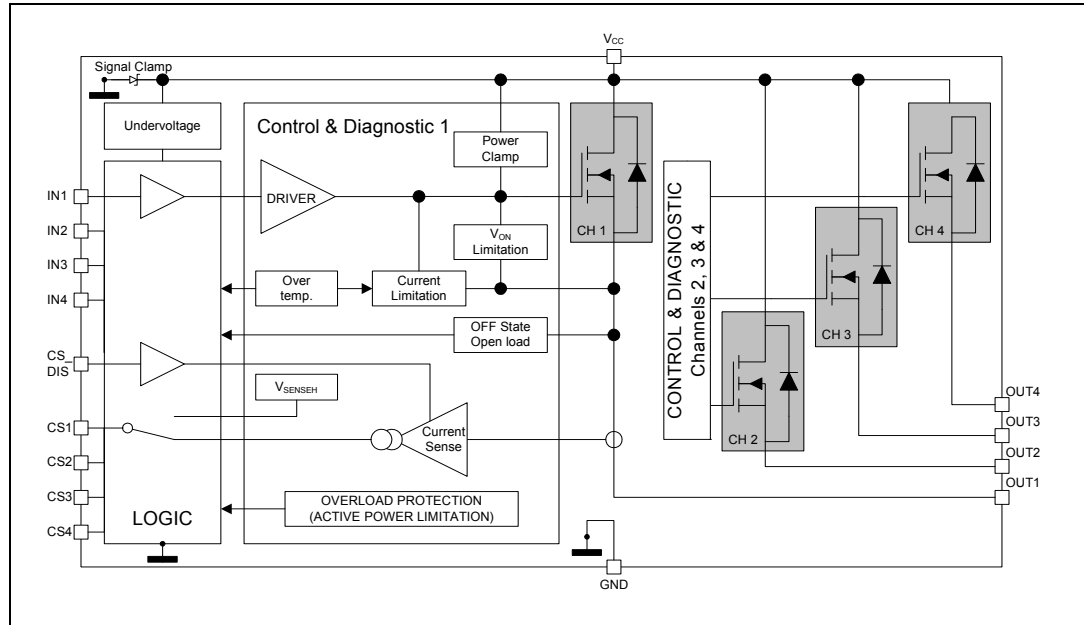 VCC
Signal Clamp
Undervoltage
Control & Diagnostic 1
Power
Clamp
IN1
DRIVER
CH 1
CH 4
IN2
VON
Limitation
IN3
IN4
Over
temp.
Current
Limitation
CONTROL & DIAGNOSTIC
Channels 2, 3 & 4
CH 3
OFF State
Open load
CS_
DIS
VSENSEH
CH 2
OUT4
CS1
Current
Sense
OUT3
CS2
OUT2
CS3
OUT1
OVERLOAD PROTECTION
(ACTIVE POWER LIMITATION)
LOGIC
CS4
GND